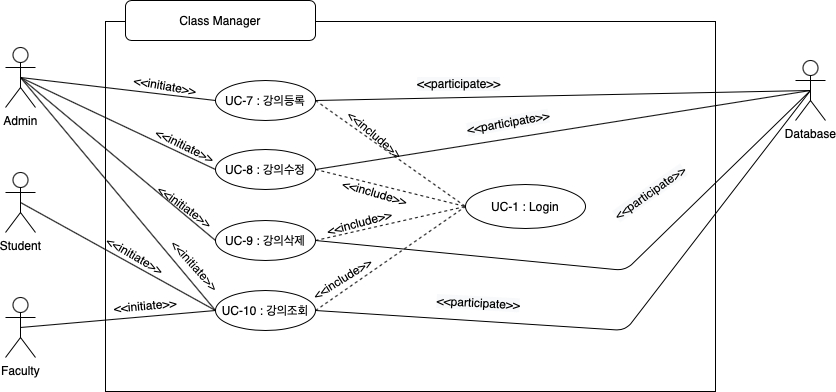 Class Manager
Admin
<<initiate>>
UC-7 : 강의등록
<<participate>>
Database
<<include>>
<<initiate>>
UC-8 : 강의수정
<<participate>>
<<include>>
Student
<<initiate>>
UC-1 : Login
<<participate>>
<<initiate>>
<<initiate>>
UC-9 : 강의삭제
<<include>>
<<include>>
Faculty
<<initiate>>
UC-10 : 강의조회
<<participate>>